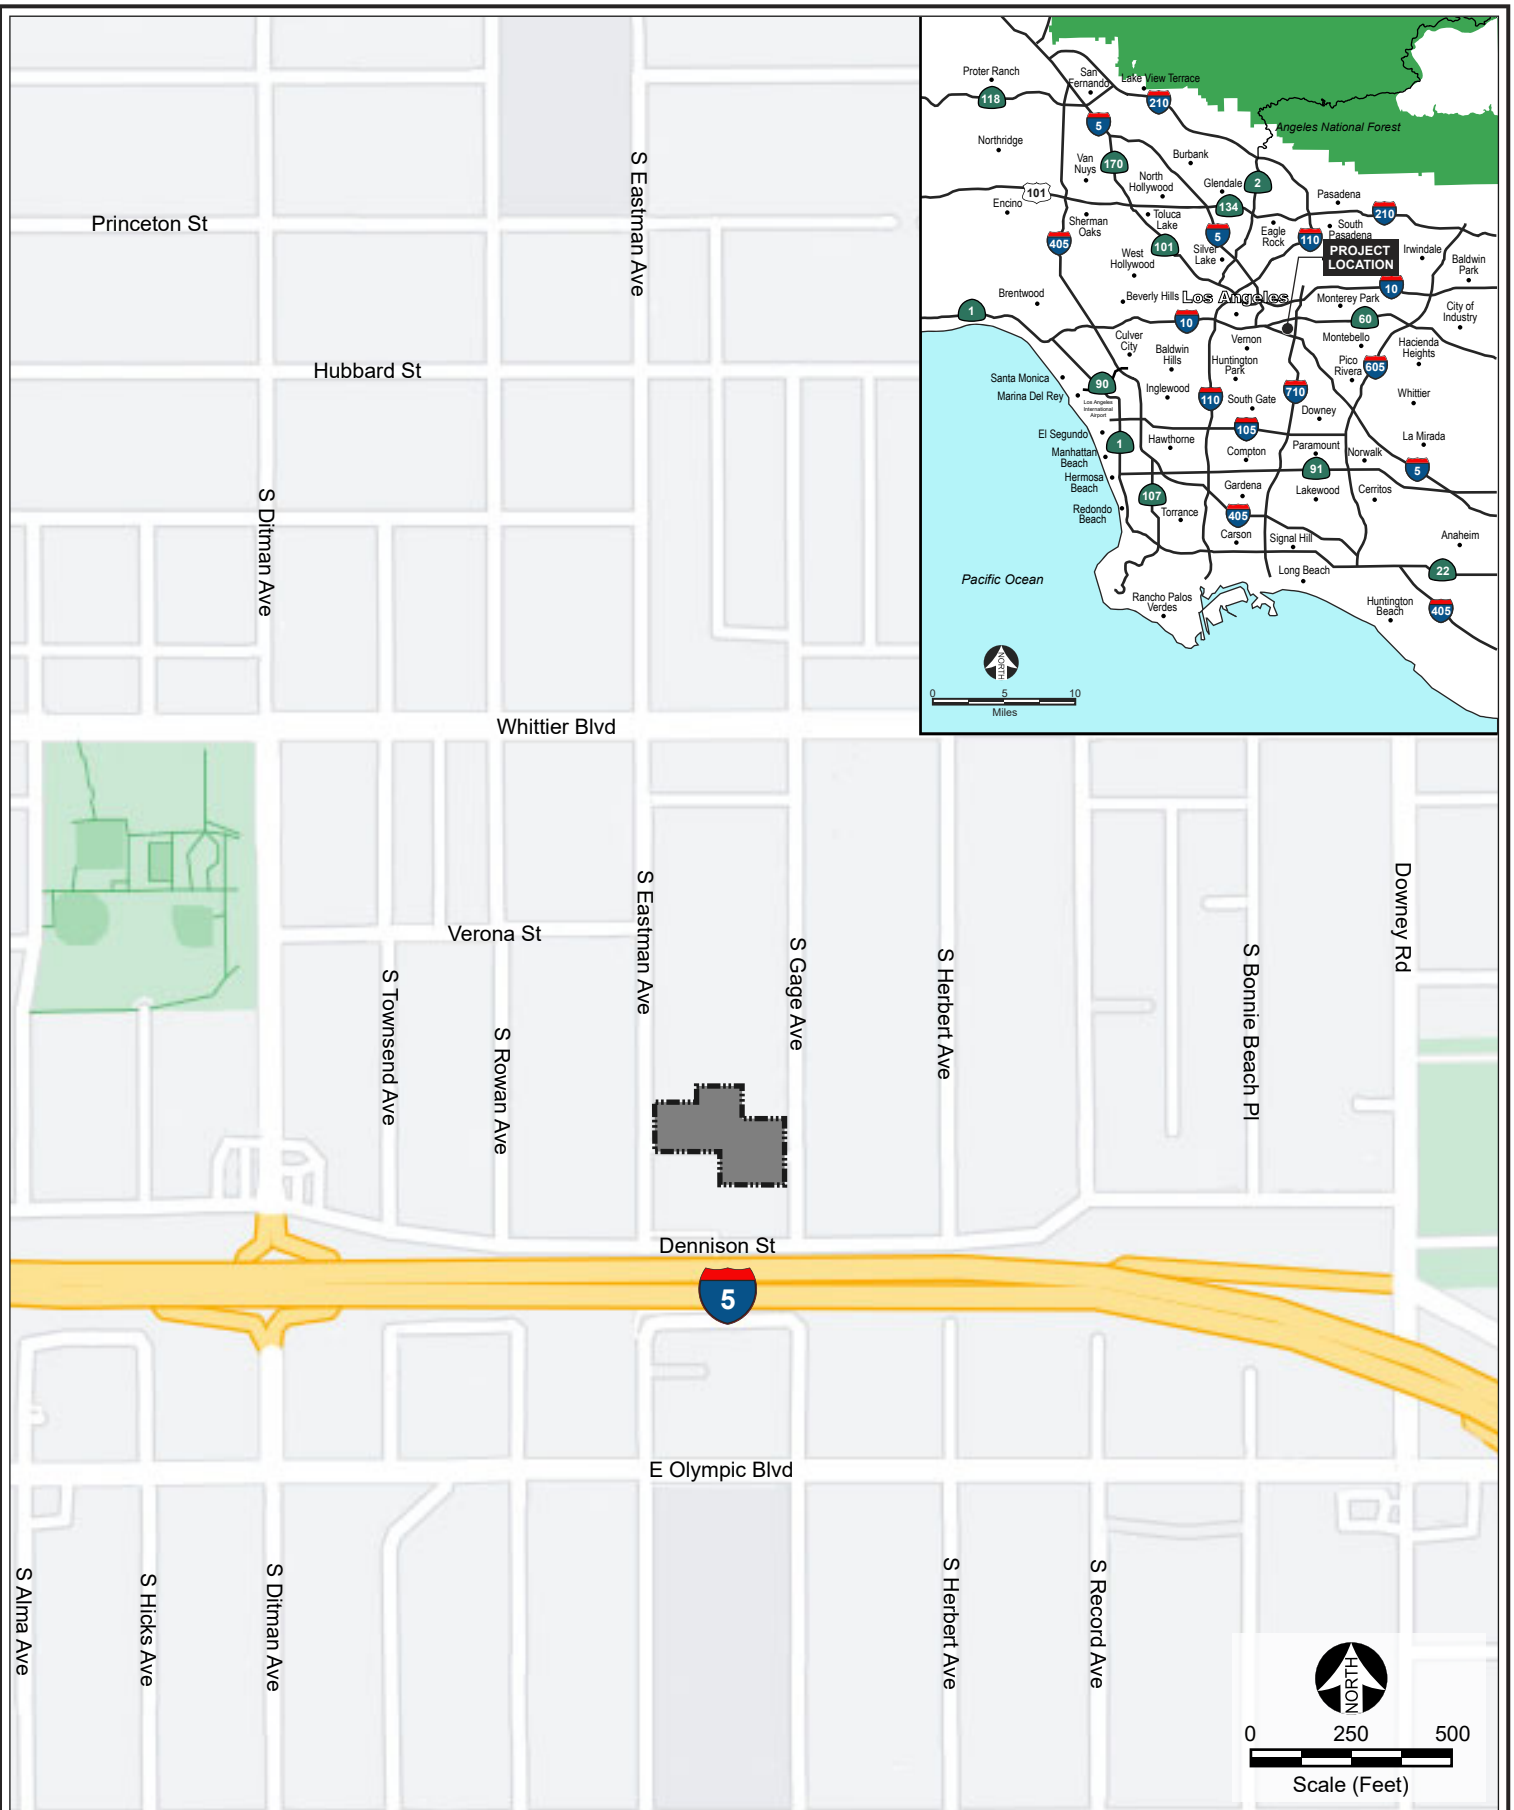 Princeton St
Hubbard St
S Eastman Ave
S Ditman Ave
Whittier Blvd
Verona St
S Townsend Ave
S Rowan Ave
S Eastman Ave
S Gage Ave
S Herbert Ave
S Bonnie Beach Pl
Downey Rd
Dennison St
5
E Olympic Blvd
S Alma Ave
S Hicks Ave
S Ditman Ave
S Herbert Ave
S Record Ave
NORTH
0 250 500
Scale (Feet)
Proter Ranch
118
San
Fernando
Lake View Terrace
210
5
Angeles National Forest
Northridge
Van
Nuys
170
Burbank
North
Hollywood
Glendale
2
Pasadena
101
Encino
134
210
Sherman
Oaks
Toluca
Lake
405
101
5
Eagle
Rock
110
South
Pasadena
West
Hollywood
Silver
Lake
PROJECT
LOCATION
Irwindale
Baldwin
Park
Brentwood
Beverly Hills
Los Angeles
10
Monterey Park
City of
Industry
1
10
60
Culver
City
Baldwin
Hills
Vernon
Huntington
Park
Montebello
Hacienda
Heights
Pico
Rivera
605
Santa Monica
Marina Del Rey
90
Los Angeles
International
Airport
Inglewood
110
South Gate
710
Downey
Whittier
El Segundo
1
Hawthorne
105
Paramount
La Mirada
Manhattan
Beach
Compton
Norwalk
91
5
Hermosa
Beach
107
Gardena
Lakewood
Cerritos
Redondo
Beach
Torrance
405
Carson
Signal Hill
Anaheim
Pacific Ocean
Long Beach
22
Rancho Palos
Verdes
Huntington
Beach
405
NORTH
0 5 10
Miles